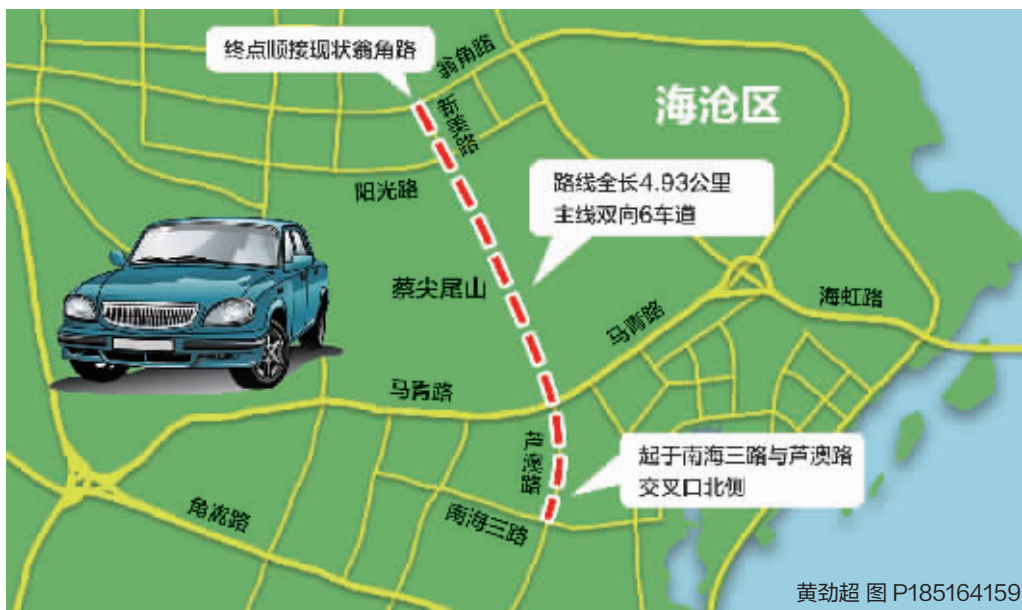 终点顺接现状翁角路
翁角路
新美路
海沧区
阳光路
路线全长4.93公里
主线双向6车道
蔡尖尾山
马青路
海虹路
马青路
芦澳路
起于南海三路与芦澳路
交叉口北侧
角嵩路
南海三路
黄劲超 图 P185164159